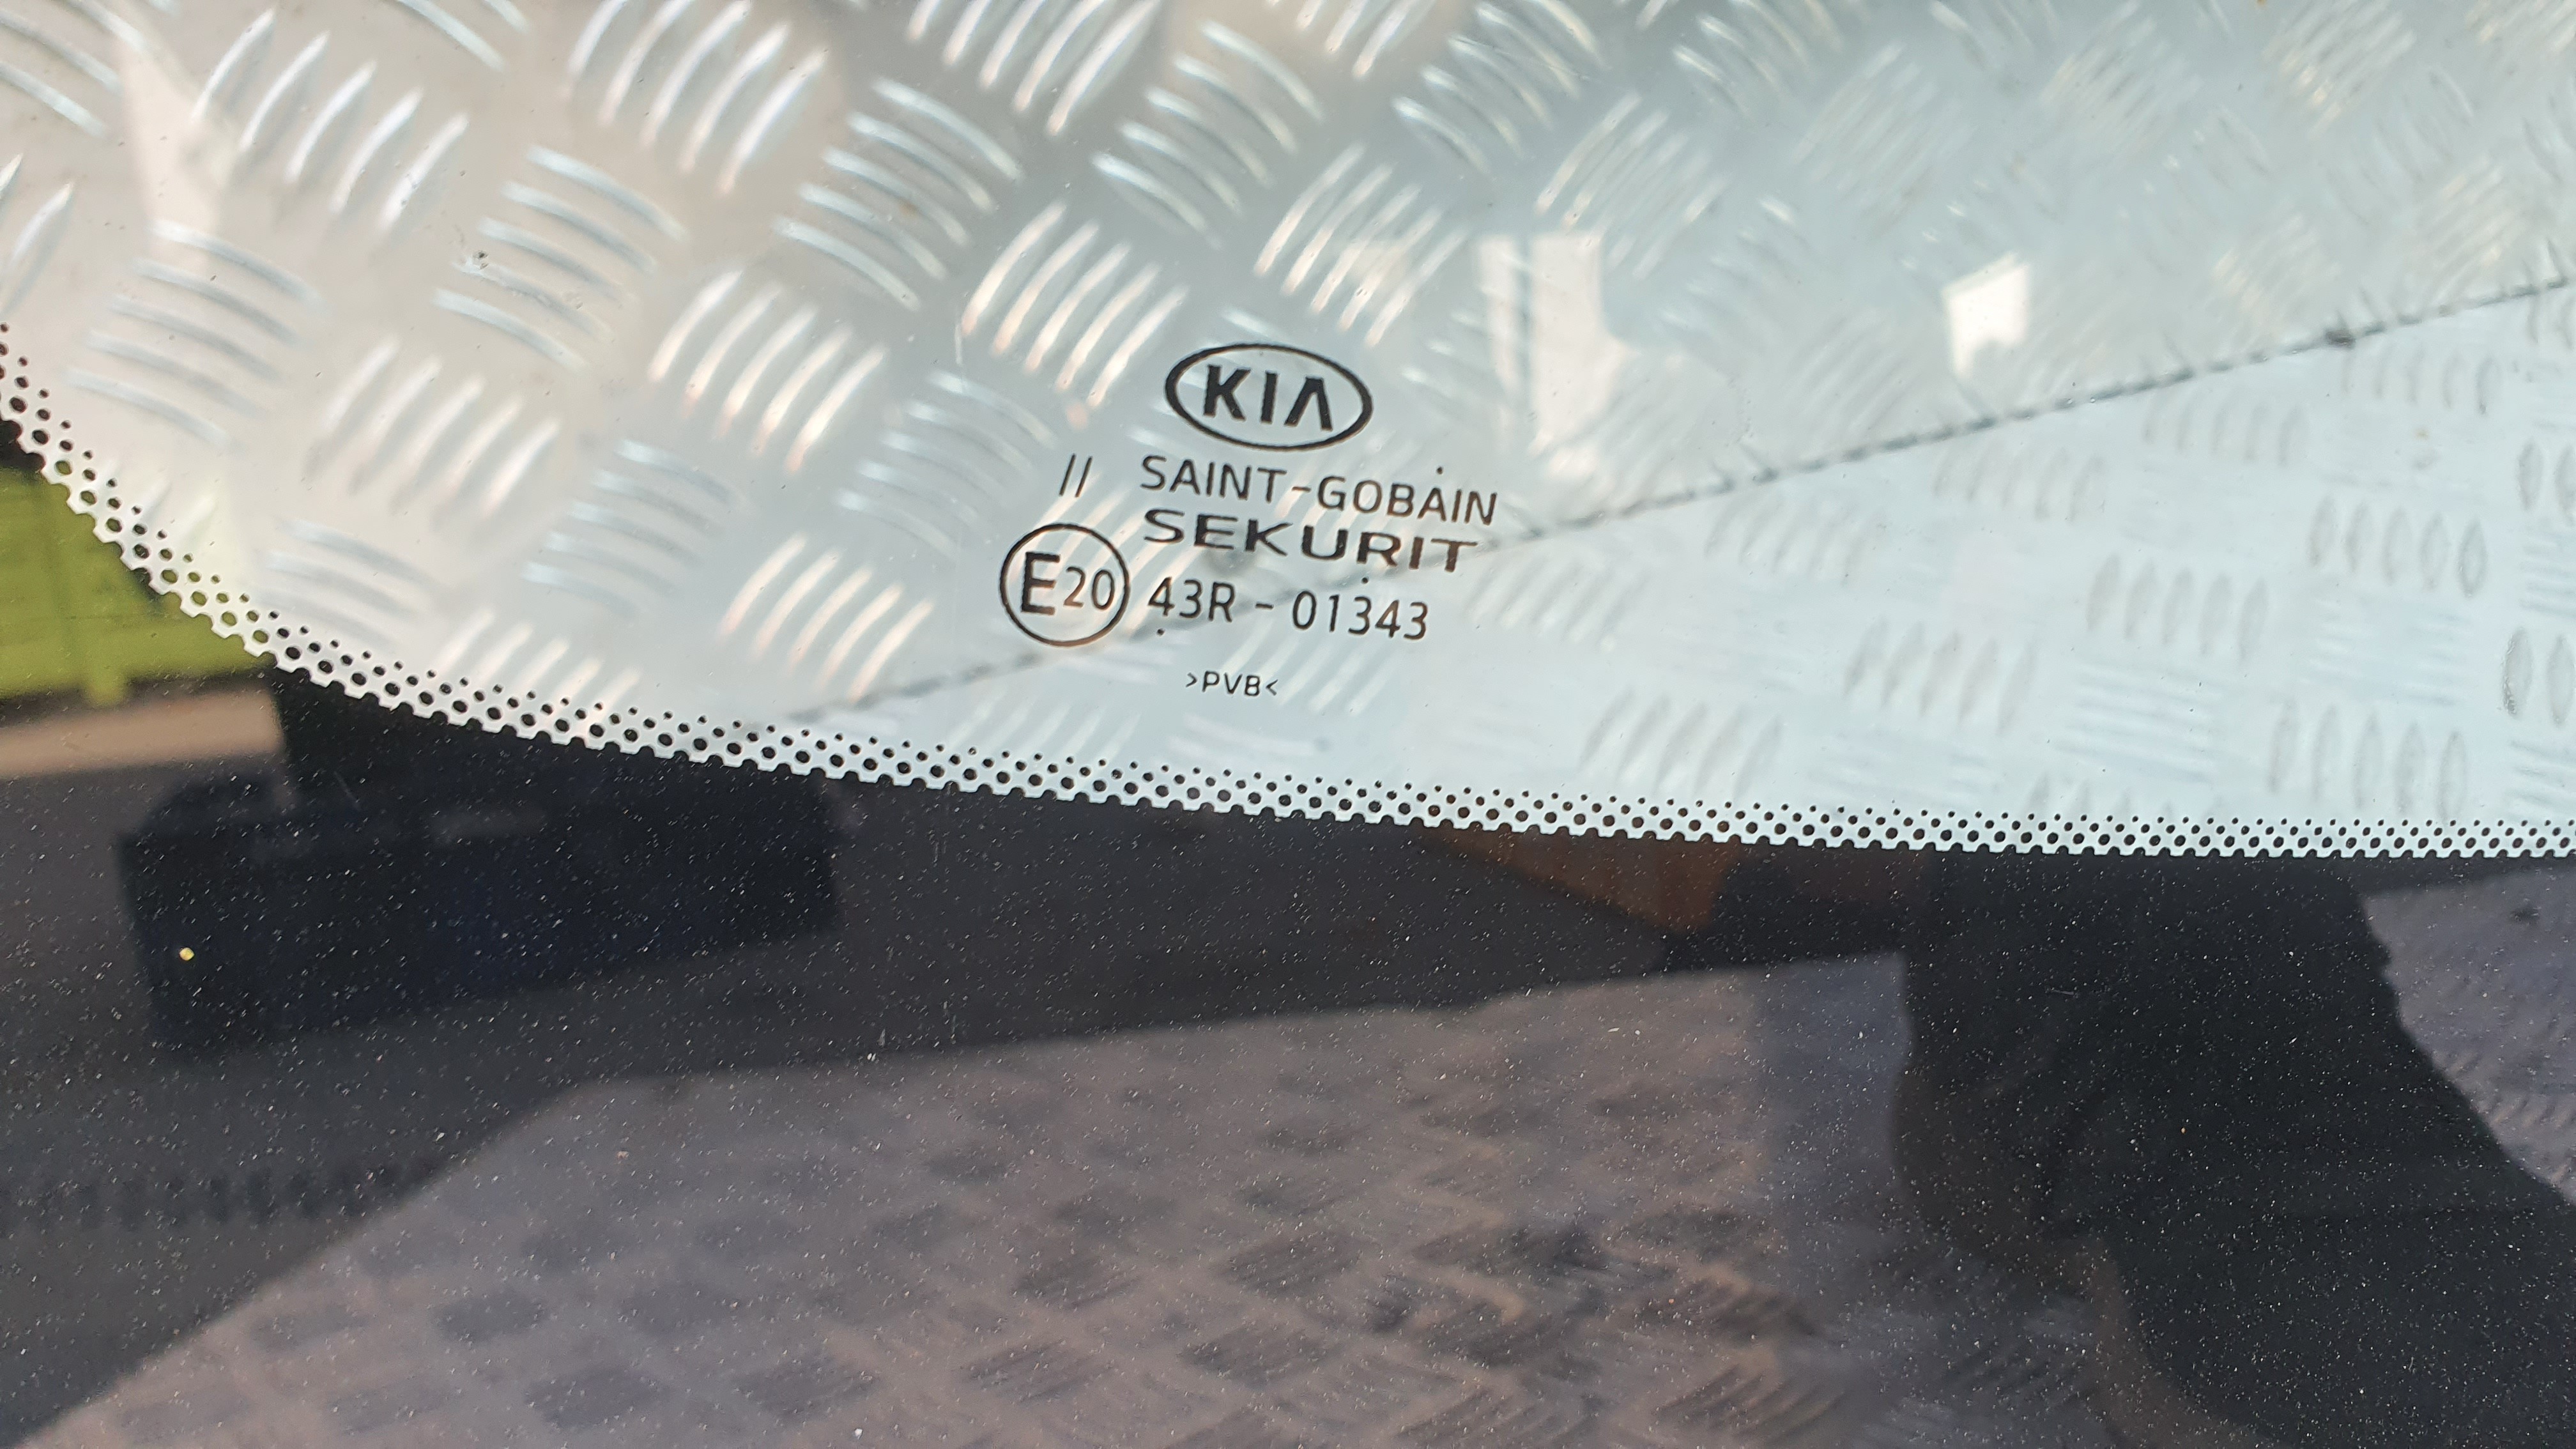 KIA
// SAINT-GOBAIN
SEKURIT
E20 43R - 01343
>PVB<